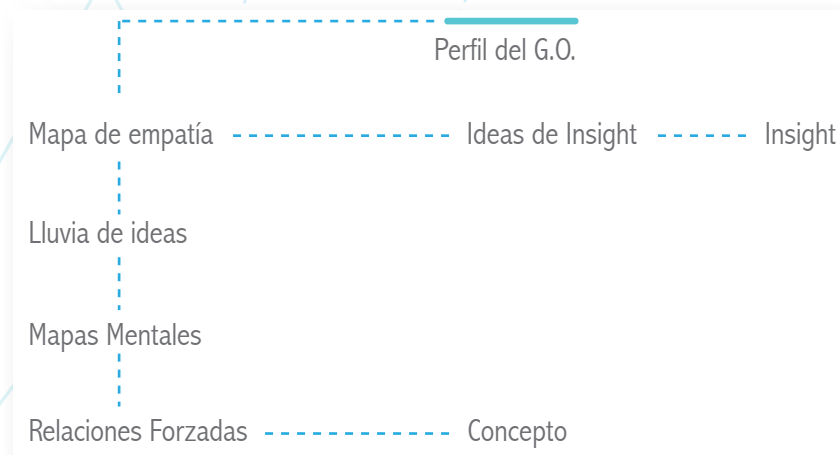 Perfil del G.O.
Mapa de empatía
Ideas de Insight
Insight
Lluvia de ideas
Mapas Mentales
Relaciones Forzadas
Concepto